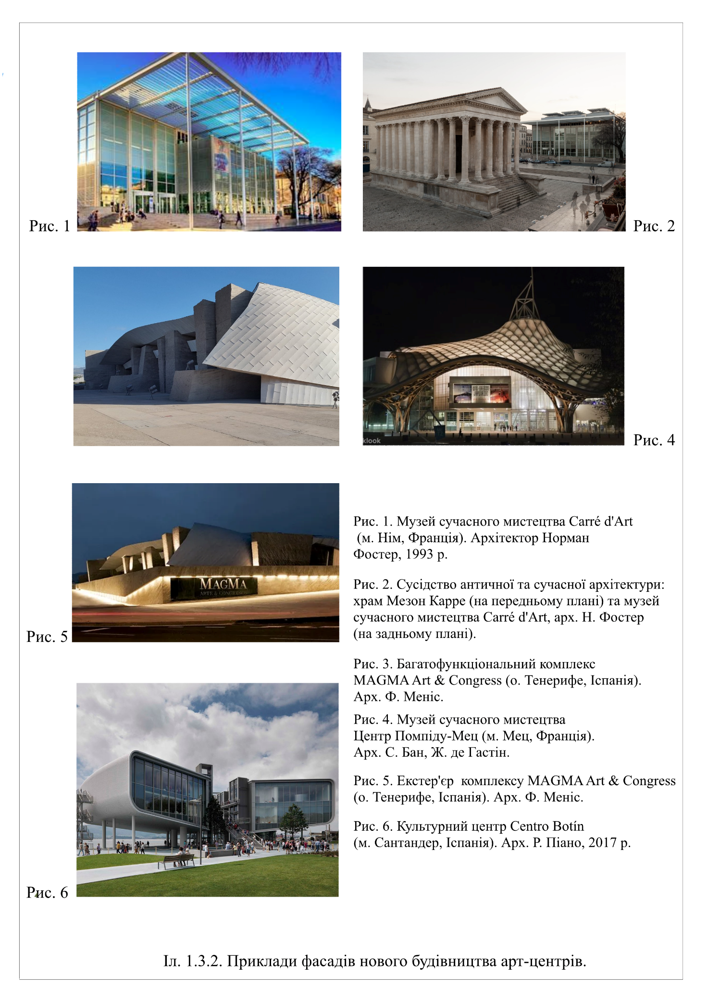 Рис. 1
Рис. 2
klook
Рис. 4
MAGMA
ARTE & CONGRESOS
Рис. 5
Рис. 6
Рис. 1. Музей сучасного мистецтва Carré d'Art
(м. Нім, Франція). Архітектор Норман
Фостер, 1993 р.
Рис. 2. Сусідство античної та сучасної архітектури:
храм Мезон Карре (на передньому плані) та музей
сучасного мистецтва Carré d'Art, арх. Н. Фостер
(на задньому плані).
Рис. 3. Багатофункціональний комплекс
MAGMA Art & Congress (о. Тенерифе, Іспанія).
Арх. Ф. Меніс.
Рис. 4. Музей сучасного мистецтва
Центр Помпіду-Мец (м. Мец, Франція).
Арх. С. Бан, Ж. де Гастін.
Рис. 5. Екстер'єр комплексу MAGMA Art & Congress
(о. Тенерифе, Іспанія). Арх. Ф. Меніс.
Рис. 6. Культурний центр Centro Botín
(м. Сантандер, Іспанія). Арх. Р. Піано, 2017 р.
Іл. 1.3.2. Приклади фасадів нового будівництва арт-центрів.